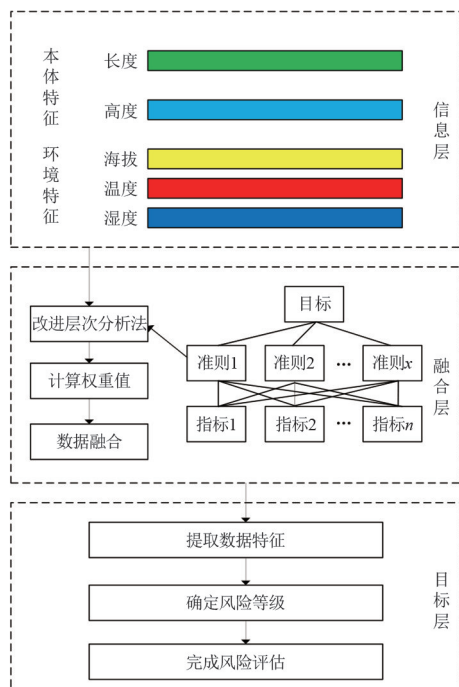 本体特征
长度
高度
环境特征
海拔
温度
湿度
信息层
改进层次分析法
计算权重值
数据融合
目标
准则1
准则2
···
准则x
指标1
指标2
···
指标n
融合层
提取数据特征
确定风险等级
完成风险评估
目标层